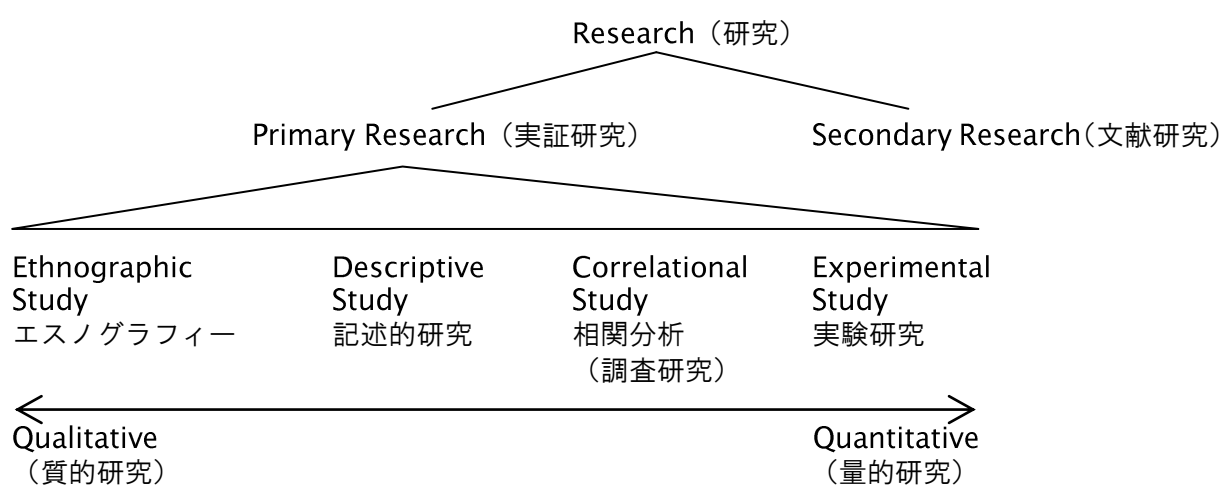 Research（研究）
Primary Research（実証研究）
Secondary Research（文献研究）
Ethnographic
Study
エスノグラフィー
Descriptive
Study
記述的研究
Correlational
Study
相関分析
（調査研究）
Experimental
Study
実験研究
Qualitative
（質的研究）
Quantitative
（量的研究）